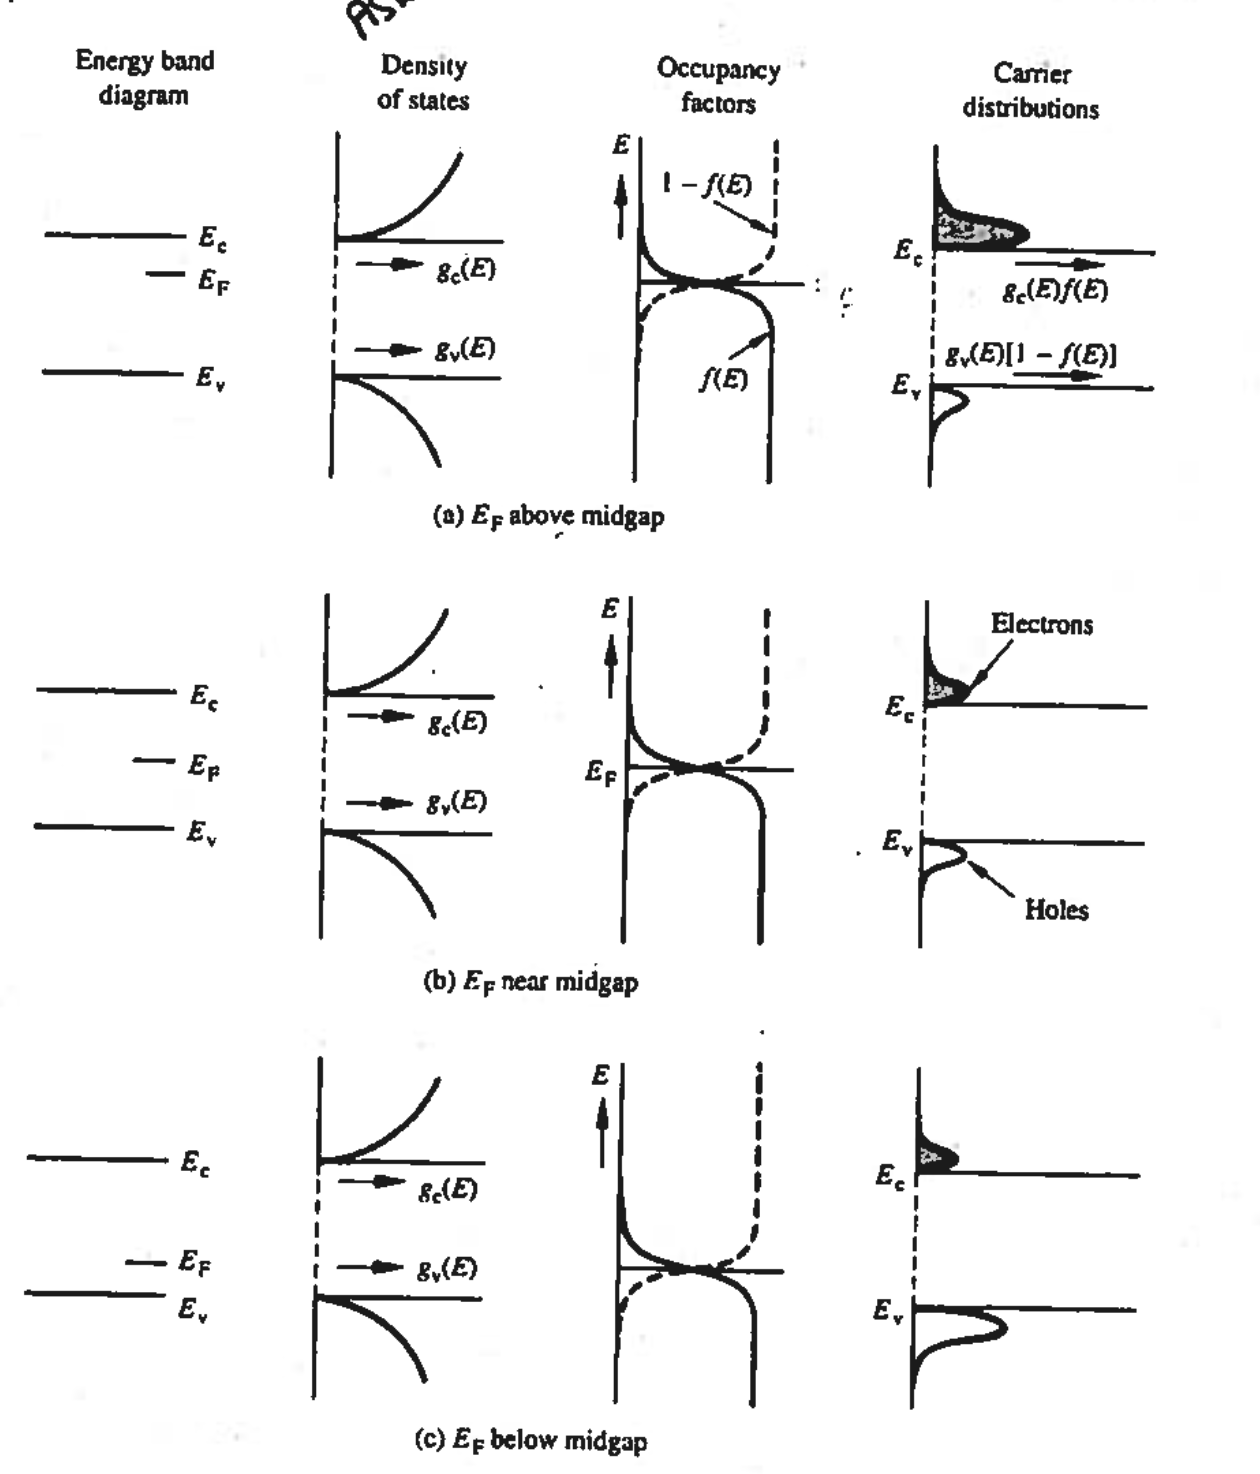 Energy band
diagram
Density
of states
Occupancy
factors
Carrier
distributions
E
1 − f(E)
E_c
E_F
E_v
g_c(E)
g_v(E)
f(E)
E_c
g_c(E)f(E)
g_v(E)[1 − f(E)]
E_v
(a) E_F above midgap
E_c
E_F
E_v
g_c(E)
g_v(E)
E
E_F
Electrons
E_c
E_v
Holes
(b) E_F near midgap
E_c
E_F
E_v
g_c(E)
g_v(E)
E
E_c
E_v
(c) E_F below midgap